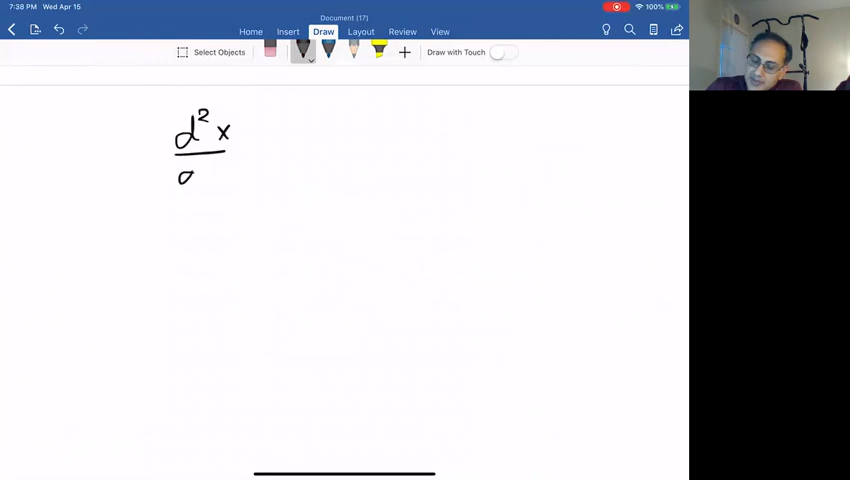 7:38 PM Wed Apr 15
100%
Document (17)
Home Insert Draw Layout Review View
Select Objects
Draw with Touch
d² x